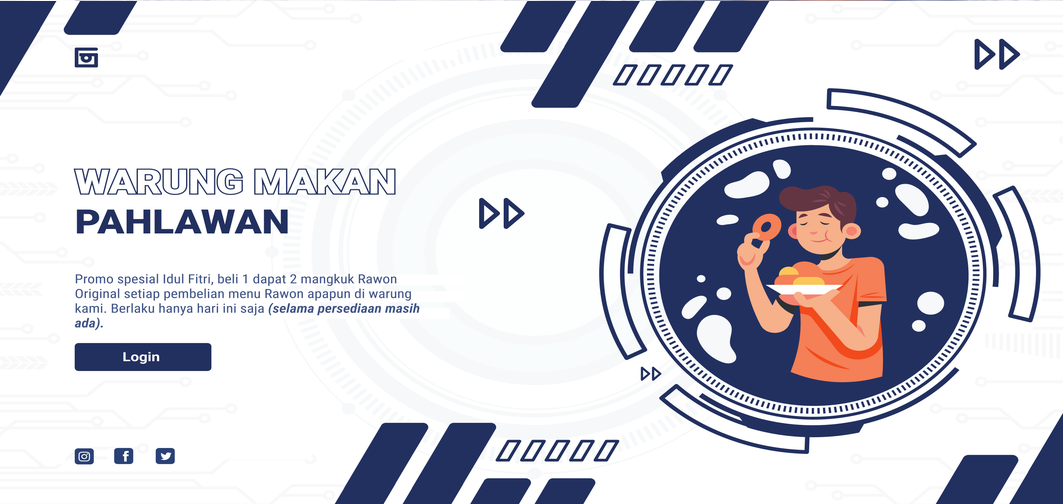 WARUNG MAKAN
PAHLAWAN
Promo spesial Idul Fitri, beli 1 dapat 2 mangkuk Rawon
Original setiap pembelian menu Rawon apapun di warung
kami. Berlaku hanya hari ini saja (selama persediaan masih
ada).
Login